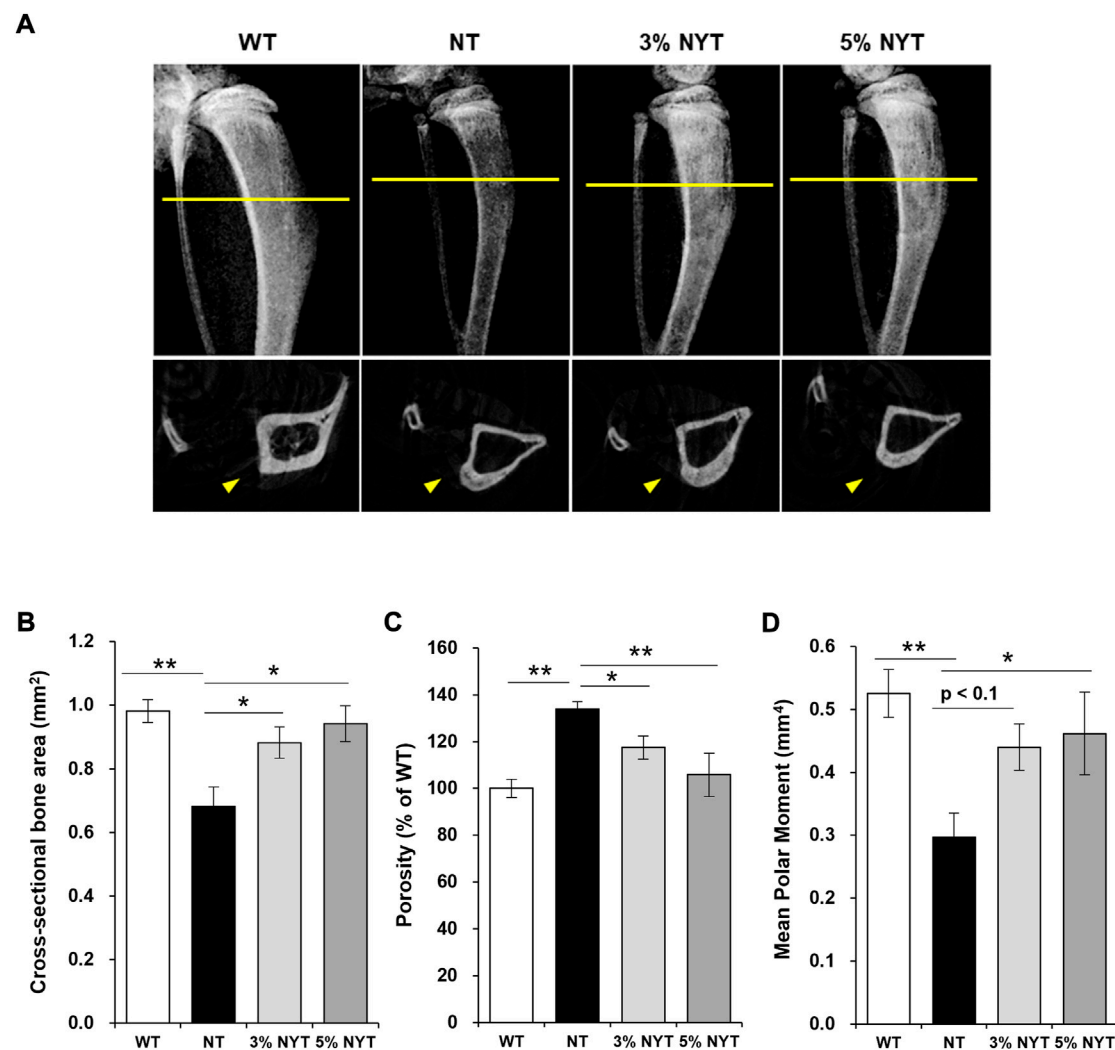 A
WT NT 3% NYT 5% NYT
B
Cross-sectional bone area (mm²)
1.2
1.0
0.8
0.6
0.4
0.2
0.0
**
*
*
WT NT 3% NYT 5% NYT
C
Porosity (% of WT)
160
140
120
100
80
60
40
20
0
**
**
*
WT NT 3% NYT 5% NYT
D
Mean Polar Moment (mm⁴)
0.6
0.5
0.4
0.3
0.2
0.1
0.0
**
*
p < 0.1
WT NT 3% NYT 5% NYT